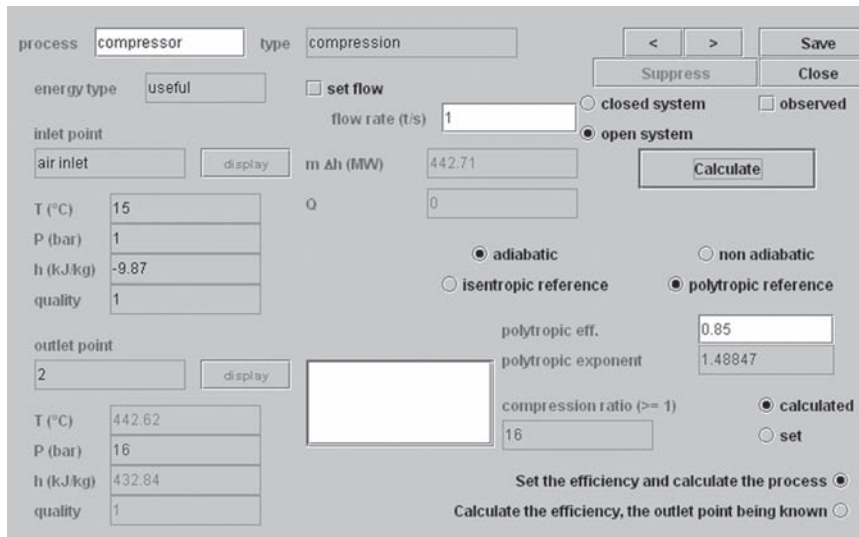 process compressor type compression < > Save
Suppress Close
energy type useful set flow
closed system observed
flow rate (t/s) 1
inlet point open system
air inlet display m Δh (MW) 442.71 Calculate
T (°C) 15 Q 0
P (bar) 1
h (kJ/kg) -9.87 adiabatic non adiabatic
quality 1 isentropic reference polytropic reference
outlet point polytropic eff. 0.85
2 display polytropic exponent 1.48847
compression ratio (>= 1) calculated
T (°C) 442.62
P (bar) 16 16 set
h (kJ/kg) 432.84 Set the efficiency and calculate the process
quality 1 Calculate the efficiency, the outlet point being known